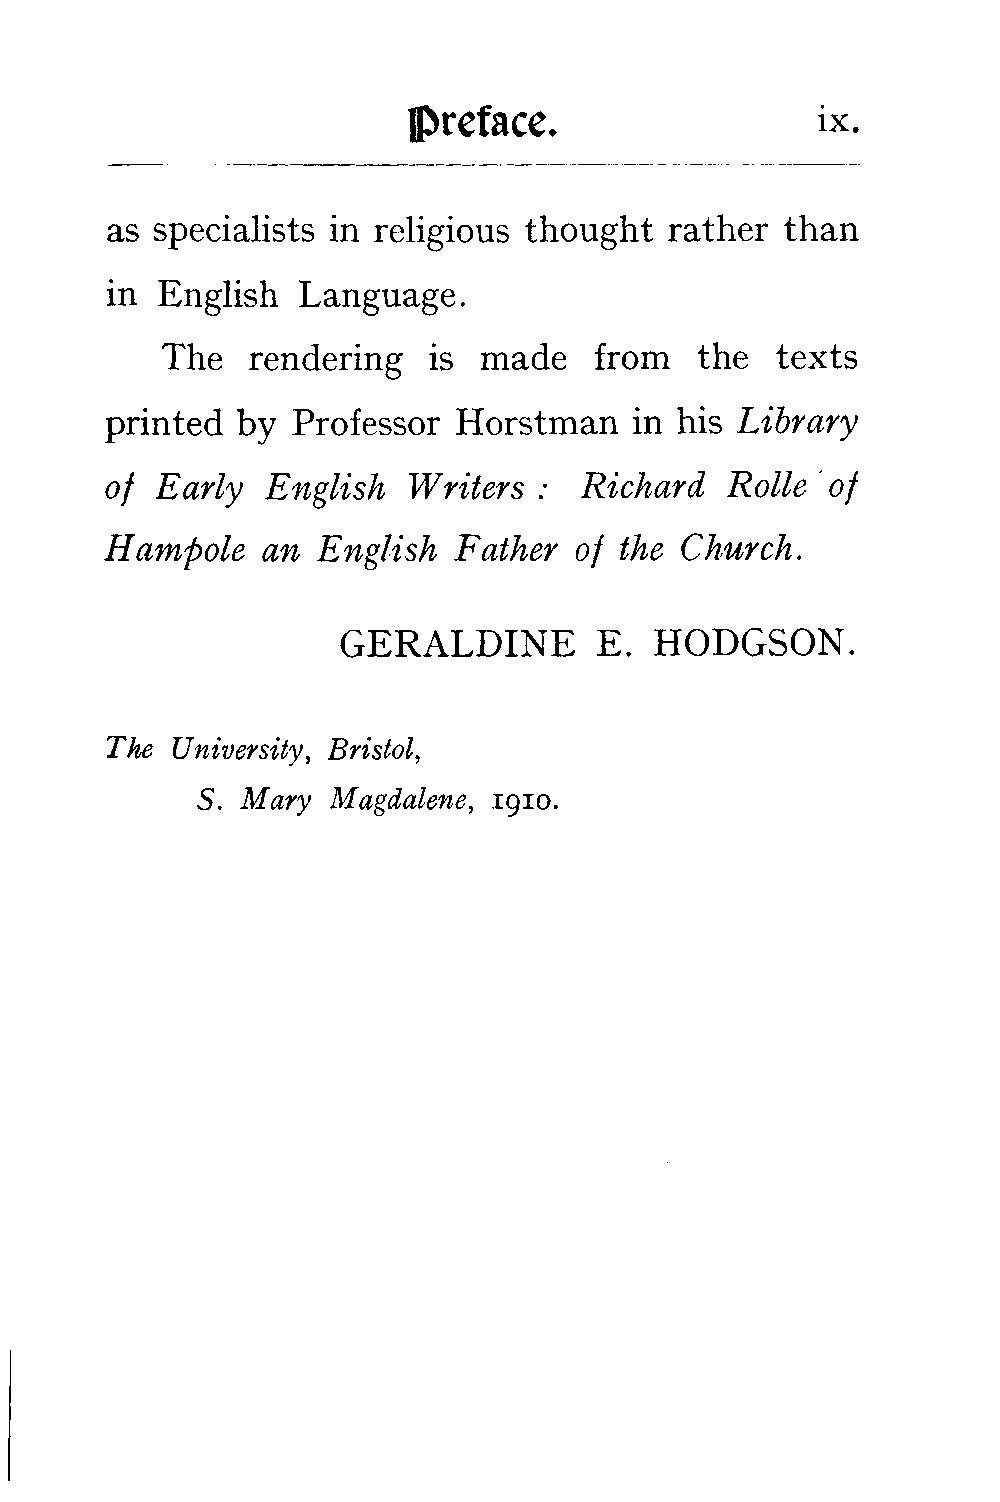 Preface. ix.
as specialists in religious thought rather than
in English Language.
The rendering is made from the texts
printed by Professor Horstman in his Library
of Early English Writers : Richard Rolle of
Hampole an English Father of the Church.
GERALDINE E. HODGSON.
The University, Bristol,
S. Mary Magdalene, 1910.